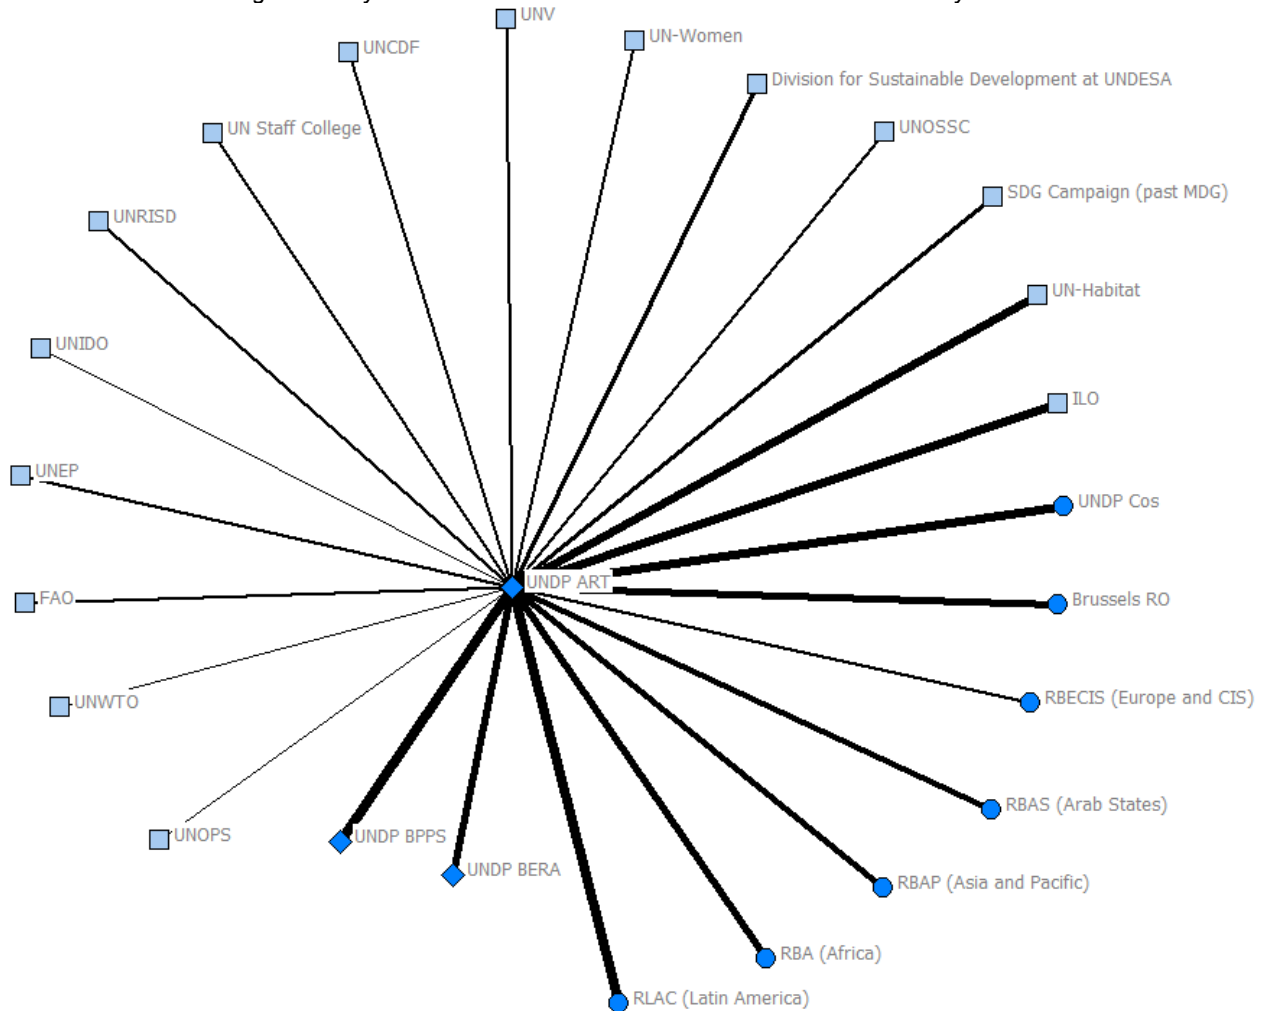 UNV
UN-Women
UNCDF
Division for Sustainable Development at UNDESA
UN Staff College
UNOSSC
SDG Campaign (past MDG)
UNRISD
UN-Habitat
UNIDO
ILO
UNEP
UNDP Cos
UNDP ART
FAO
Brussels RO
UNWTO
RBECIS (Europe and CIS)
RBAS (Arab States)
UNOPS
UNDP BPPS
UNDP BERA
RBAP (Asia and Pacific)
RBA (Africa)
RLAC (Latin America)